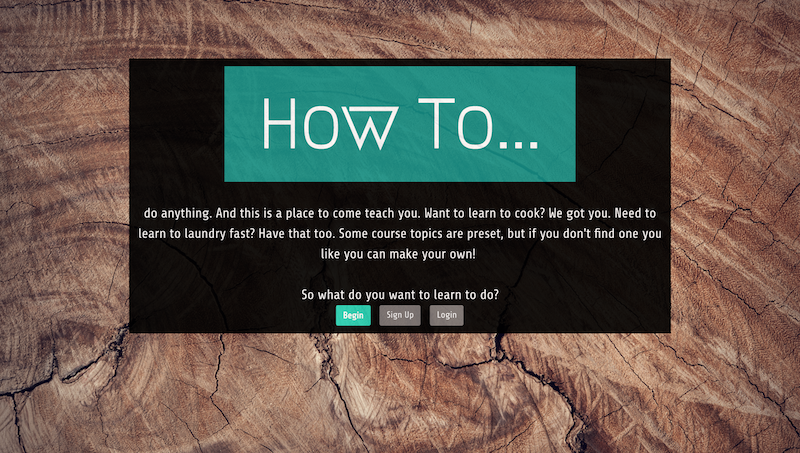 How To...
do anything. And this is a place to come teach you. Want to learn to cook? We got you. Need to
learn to laundry fast? Have that too. Some course topics are preset, but if you don't find one you
like you can make your own!
So what do you want to learn to do?
Begin Sign Up Login